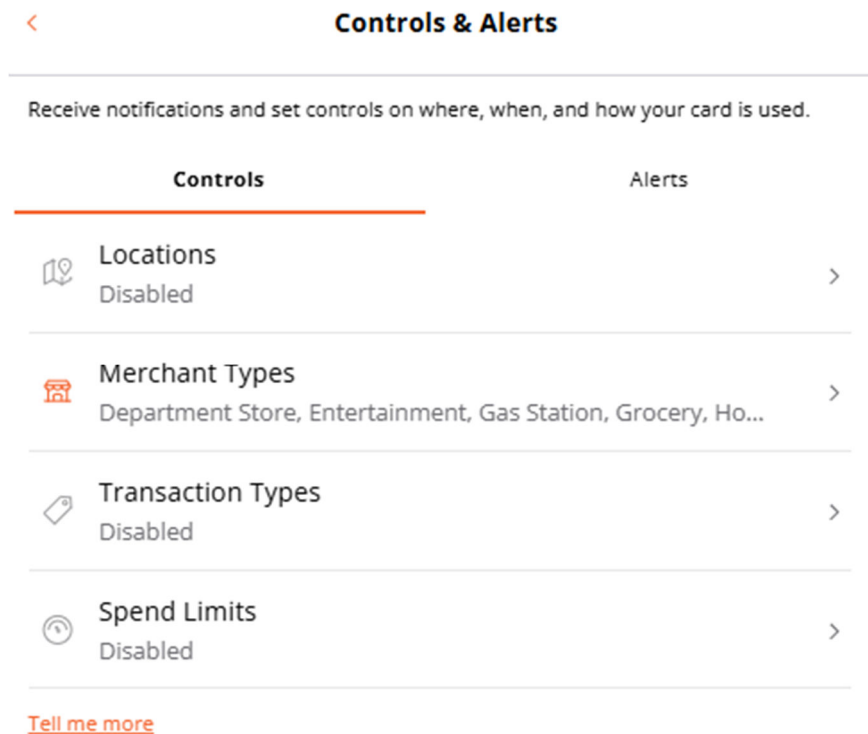 Controls & Alerts
Receive notifications and set controls on where, when, and how your card is used.
Controls
Alerts
Locations
Disabled
Merchant Types
Department Store, Entertainment, Gas Station, Grocery, Ho...
Transaction Types
Disabled
Spend Limits
Disabled
Tell me more